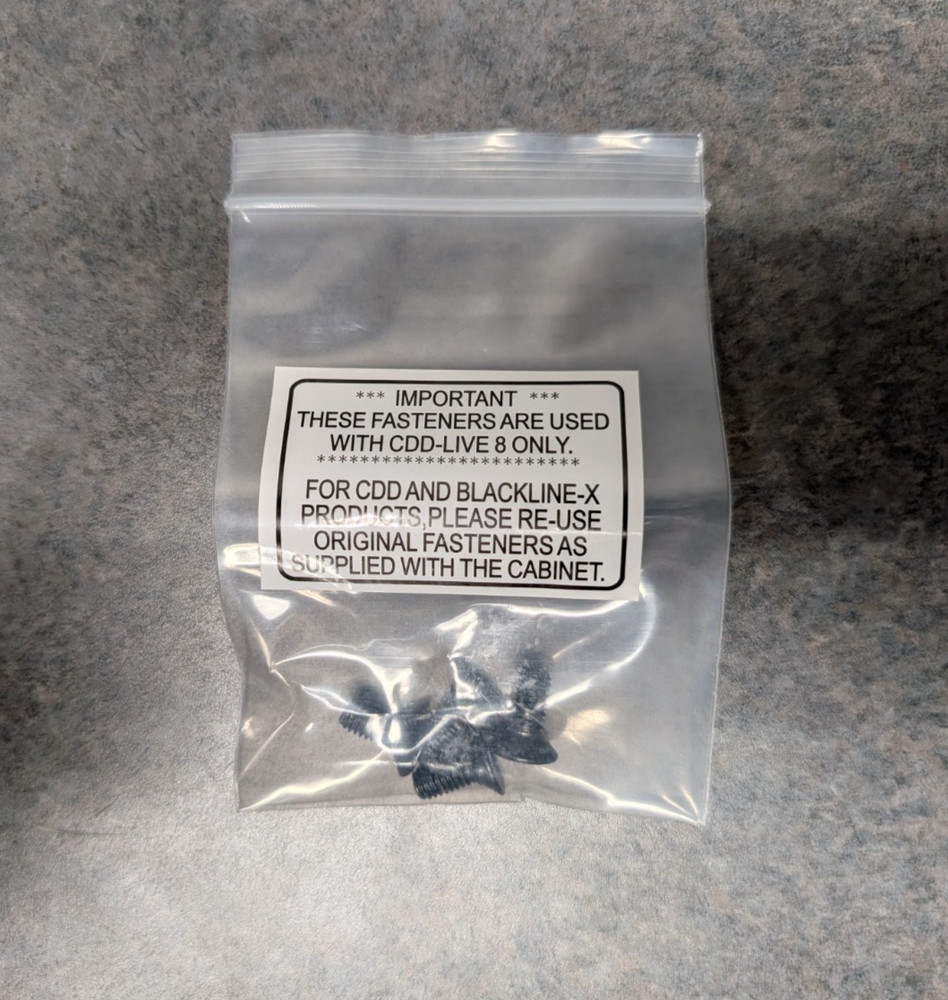 *** IMPORTANT ***
THESE FASTENERS ARE USED
WITH CDD-LIVE 8 ONLY.
************************
FOR CDD AND BLACKLINE-X
PRODUCTS,PLEASE RE-USE
ORIGINAL FASTENERS AS
SUPPLIED WITH THE CABINET.